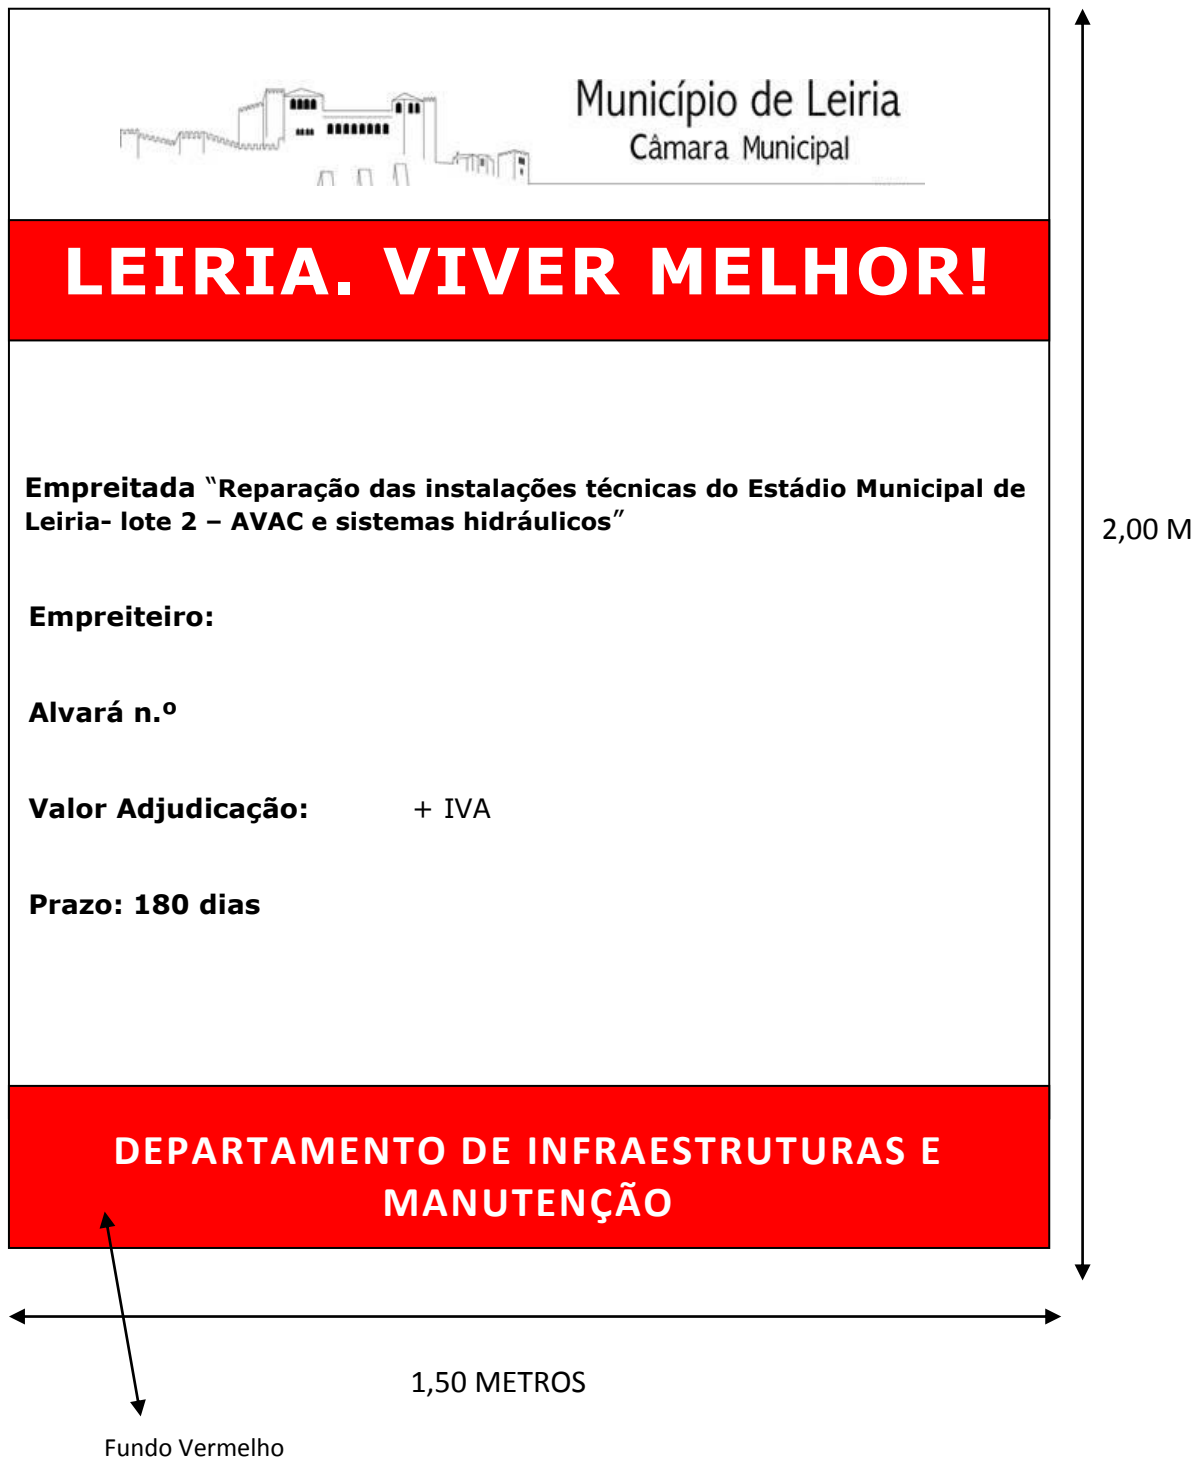 Município de Leiria
Câmara Municipal
LEIRIA. VIVER MELHOR!
Empreitada “Reparação das instalações técnicas do Estádio Municipal de
Leiria- lote 2 – AVAC e sistemas hidráulicos”
2,00 M
Empreiteiro:
Alvará n.º
Valor Adjudicação: + IVA
Prazo: 180 dias
DEPARTAMENTO DE INFRAESTRUTURAS E
MANUTENÇÃO
1,50 METROS
Fundo Vermelho